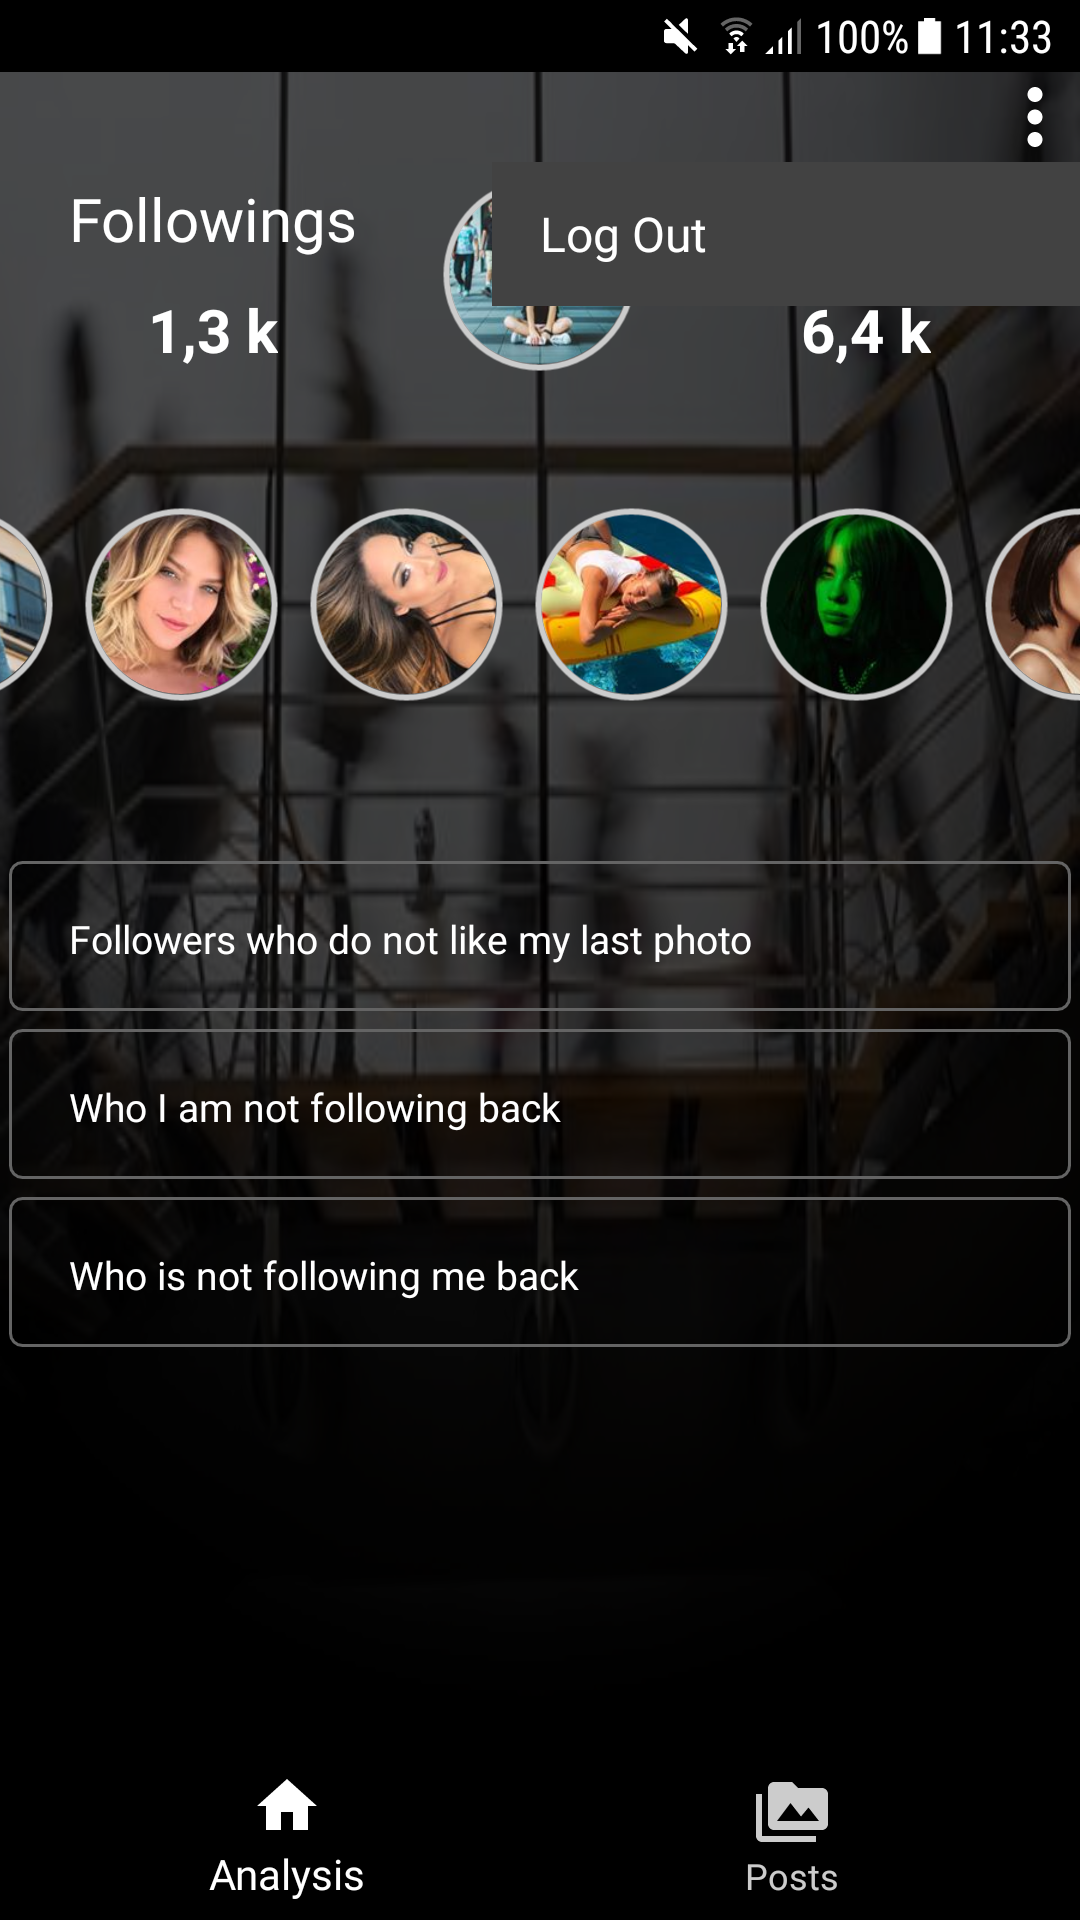 100% 11:33
Followings
Log Out
1,3 k
6,4 k
Followers who do not like my last photo
Who I am not following back
Who is not following me back
Analysis
Posts